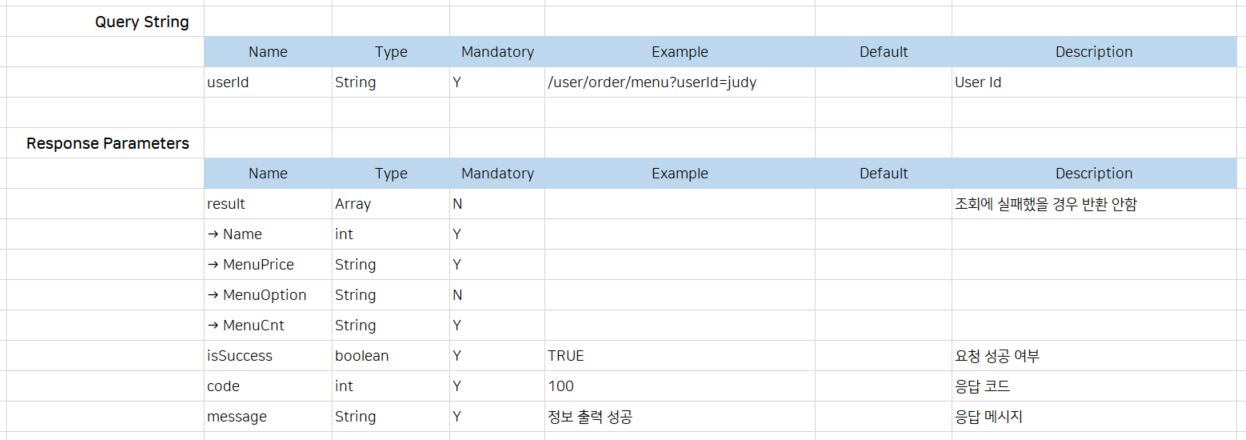 Query String
Name Type Mandatory Example Default Description
userId String Y /user/order/menu?userId=judy User Id
Response Parameters
Name Type Mandatory Example Default Description
result Array N 조회에 실패했을 경우 반환 안함
→ Name int Y
→ MenuPrice String Y
→ MenuOption String N
→ MenuCnt String Y
isSuccess boolean Y TRUE 요청 성공 여부
code int Y 100 응답 코드
message String Y 정보 출력 성공 응답 메시지